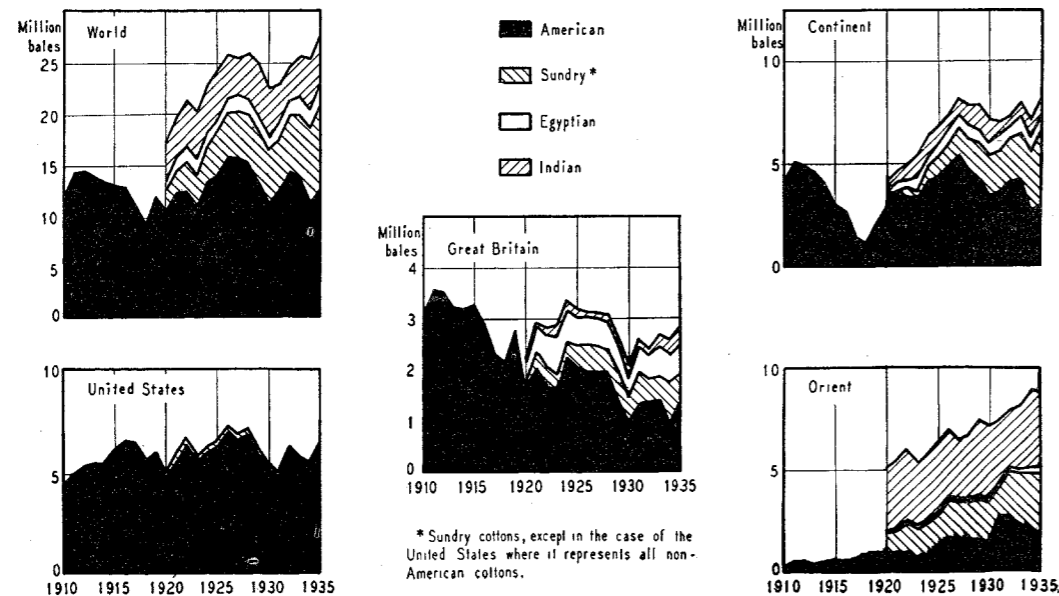 World
Million
bales
25
20
15
10
5
0
American
Sundry*
Egyptian
Indian
Continent
Million
bales
10
5
0
Great Britain
Million
bales
4
3
2
1
0
1910 1915 1920 1925 1930 1935
United States
10
5
0
1910 1915 1920 1925 1930 1935
* Sundry cottons, except in the case of the
United States where it represents all non-
American cottons.
Orient
10
5
0
1910 1915 1920 1925 1930 1935